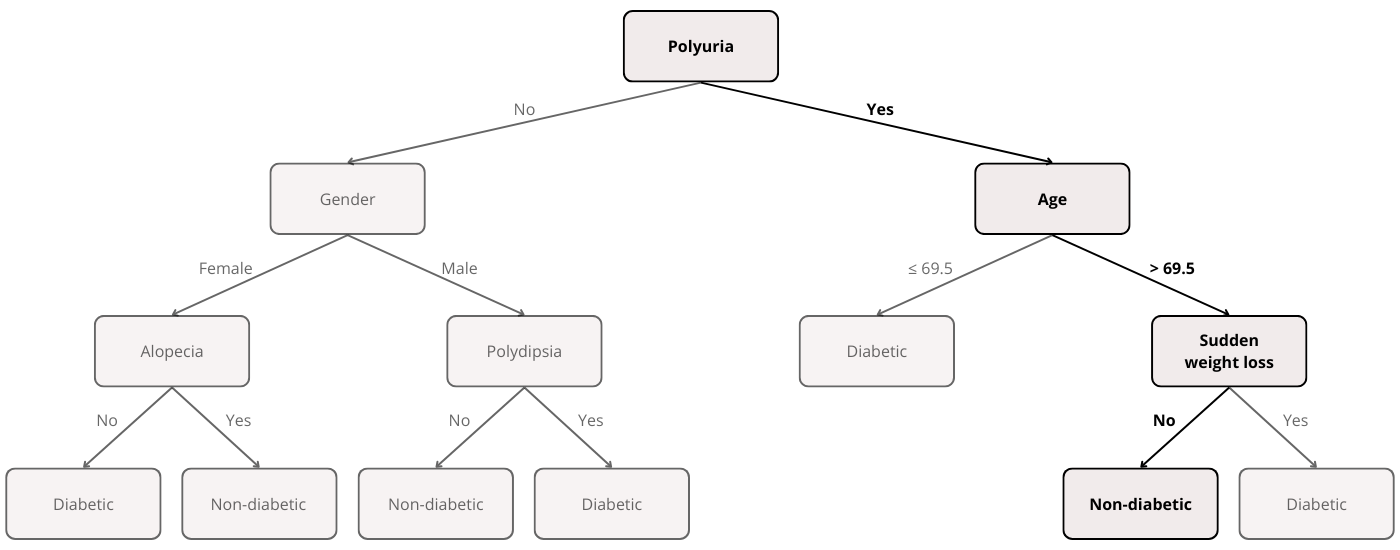 Polyuria
No
Yes
Gender
Age
Female
Male
≤ 69.5
> 69.5
Alopecia
Polydipsia
Diabetic
Sudden
weight loss
No
Yes
No
Yes
No
Yes
Diabetic
Non-diabetic
Non-diabetic
Diabetic
Non-diabetic
Diabetic